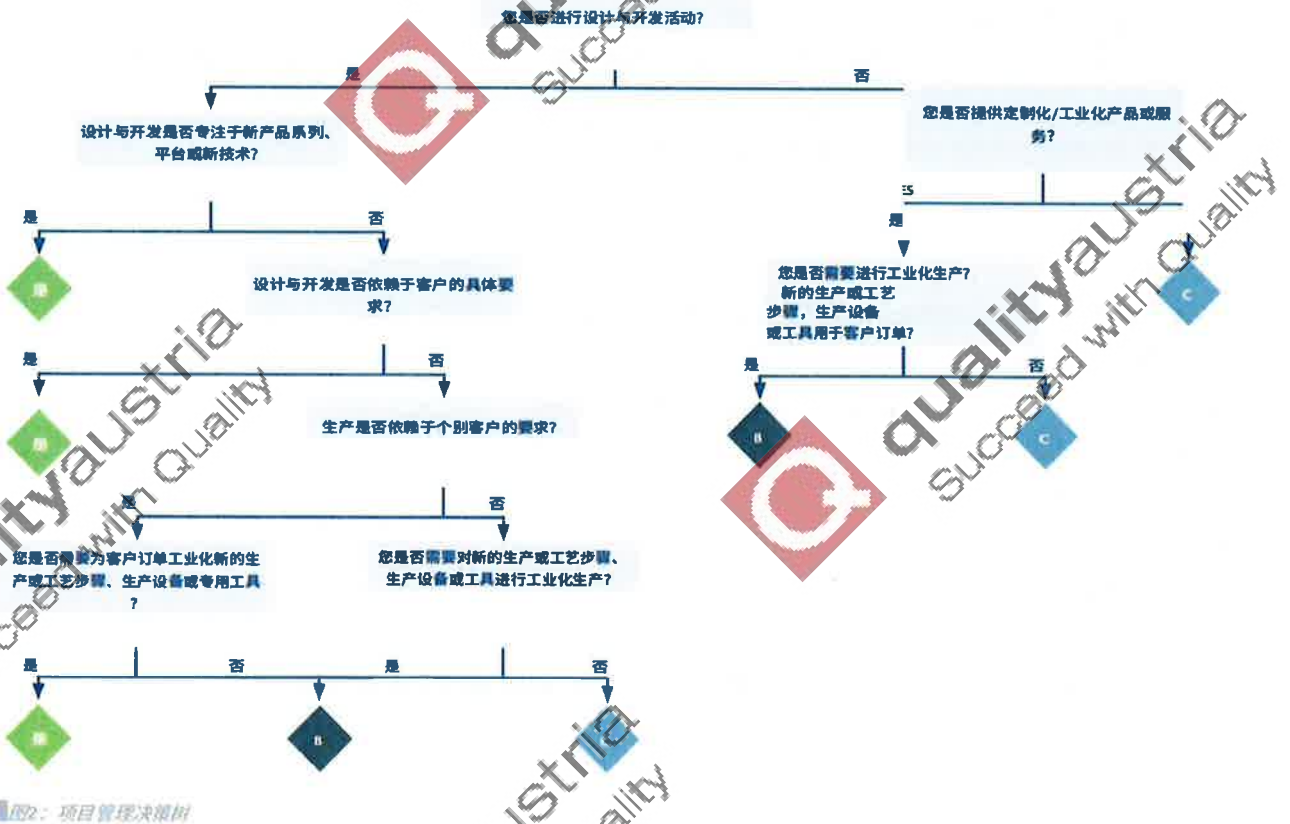 您是否进行设计与开发活动?
是
否
设计与开发是否专注于新产品系列、
平台或新技术?
您是否提供定制化/工业化产品或服
务?
ES
是
否
是
设计与开发是否依赖于客户的具体要
求?
您是否需要进行工业化生产?
新的生产或工艺
步骤，生产设备
或工具用于客户订单?
C
是
否
是
否
生产是否依赖于个别客户的要求?
B
C
是
否
您是否需要为客户订单工业化新的生
产或工艺步骤、生产设备或专用工具
?
您是否需要对新的生产或工艺步骤、
生产设备或工具进行工业化生产?
是
否
是
否
B
图2：项目管理决策树
qualityaustria
Succeed with Quality
qualityaustria
Succeed with Quality